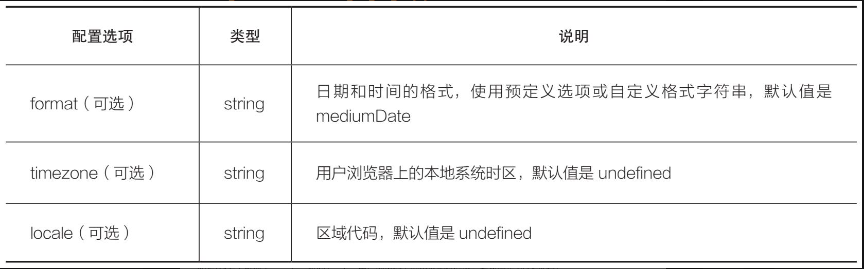 配置选项 类型 说明
format（可选） string 日期和时间的格式，使用预定义选项或自定义格式字符串，默认值是
mediumDate
timezone（可选） string 用户浏览器上的本地系统时区，默认值是 undefined
locale（可选） string 区域代码，默认值是 undefined